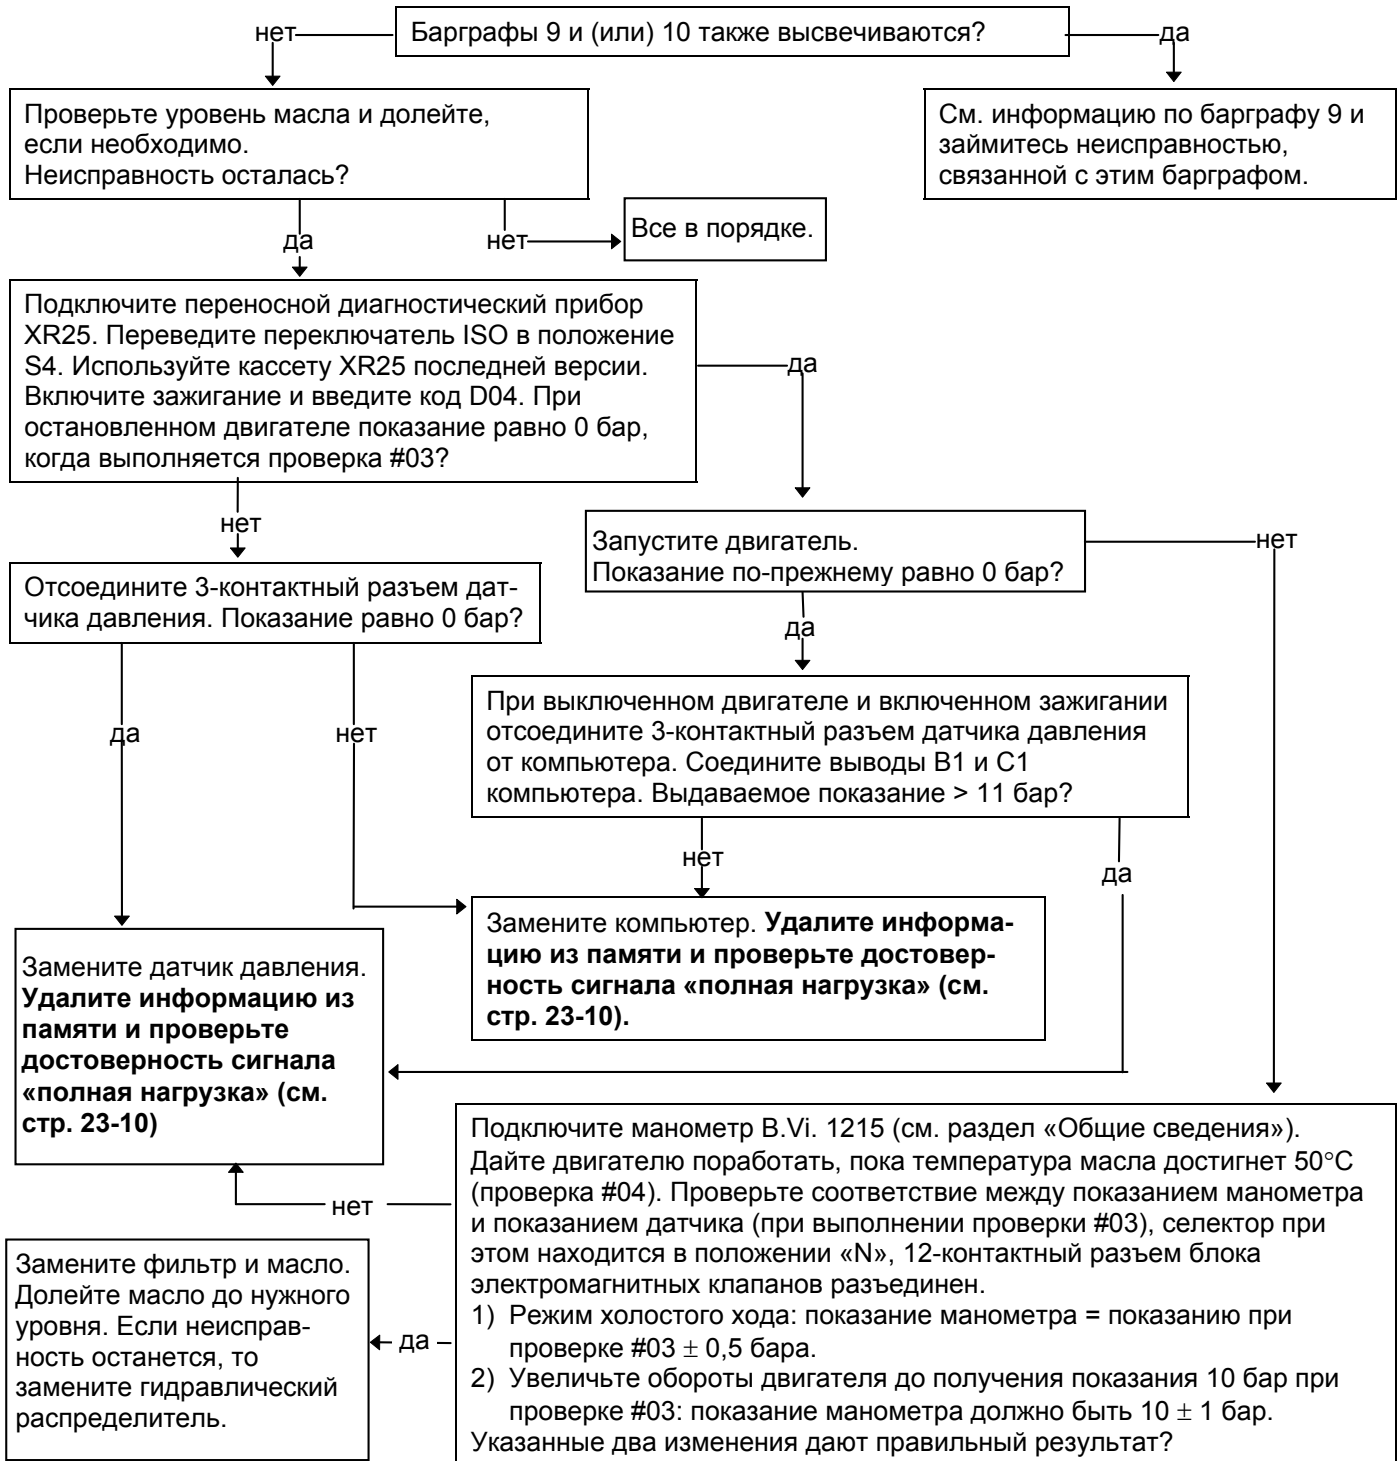 Барграфы 9 и (или) 10 также высвечиваются?
нет
да
Проверьте уровень масла и долейте,
если необходимо.
Неисправность осталась?
См. информацию по барграфу 9 и
займитесь неисправностью,
связанной с этим барграфом.
да
нет
Все в порядке.
Подключите переносной диагностический прибор
XR25. Переведите переключатель ISO в положение
S4. Используйте кассету XR25 последней версии.
Включите зажигание и введите код D04. При
остановленном двигателе показание равно 0 бар,
когда выполняется проверка #03?
да
нет
Запустите двигатель.
Показание по-прежнему равно 0 бар?
нет
Отсоедините 3-контактный разъем дат-
чика давления. Показание равно 0 бар?
да
При выключенном двигателе и включенном зажигании
отсоедините 3-контактный разъем датчика давления
от компьютера. Соедините выводы B1 и C1
компьютера. Выдаваемое показание > 11 бар?
да
нет
нет
да
Замените компьютер. Удалите информа-
цию из памяти и проверьте достовер-
ность сигнала «полная нагрузка» (см.
стр. 23-10).
Замените датчик давления.
Удалите информацию из
памяти и проверьте
достоверность сигнала
«полная нагрузка» (см.
стр. 23-10)
Подключите манометр B.Vi. 1215 (см. раздел «Общие сведения»).
Дайте двигателю поработать, пока температура масла достигнет 50°C
(проверка #04). Проверьте соответствие между показанием манометра
и показанием датчика (при выполнении проверки #03), селектор при
этом находится в положении «N», 12-контактный разъем блока
электромагнитных клапанов разъединен.
1) Режим холостого хода: показание манометра = показанию при
проверке #03 ± 0,5 бара.
2) Увеличьте обороты двигателя до получения показания 10 бар при
проверке #03: показание манометра должно быть 10 ± 1 бар.
Указанные два изменения дают правильный результат?
нет
да
Замените фильтр и масло.
Долейте масло до нужного
уровня. Если неисправ-
ность останется, то
замените гидравлический
распределитель.